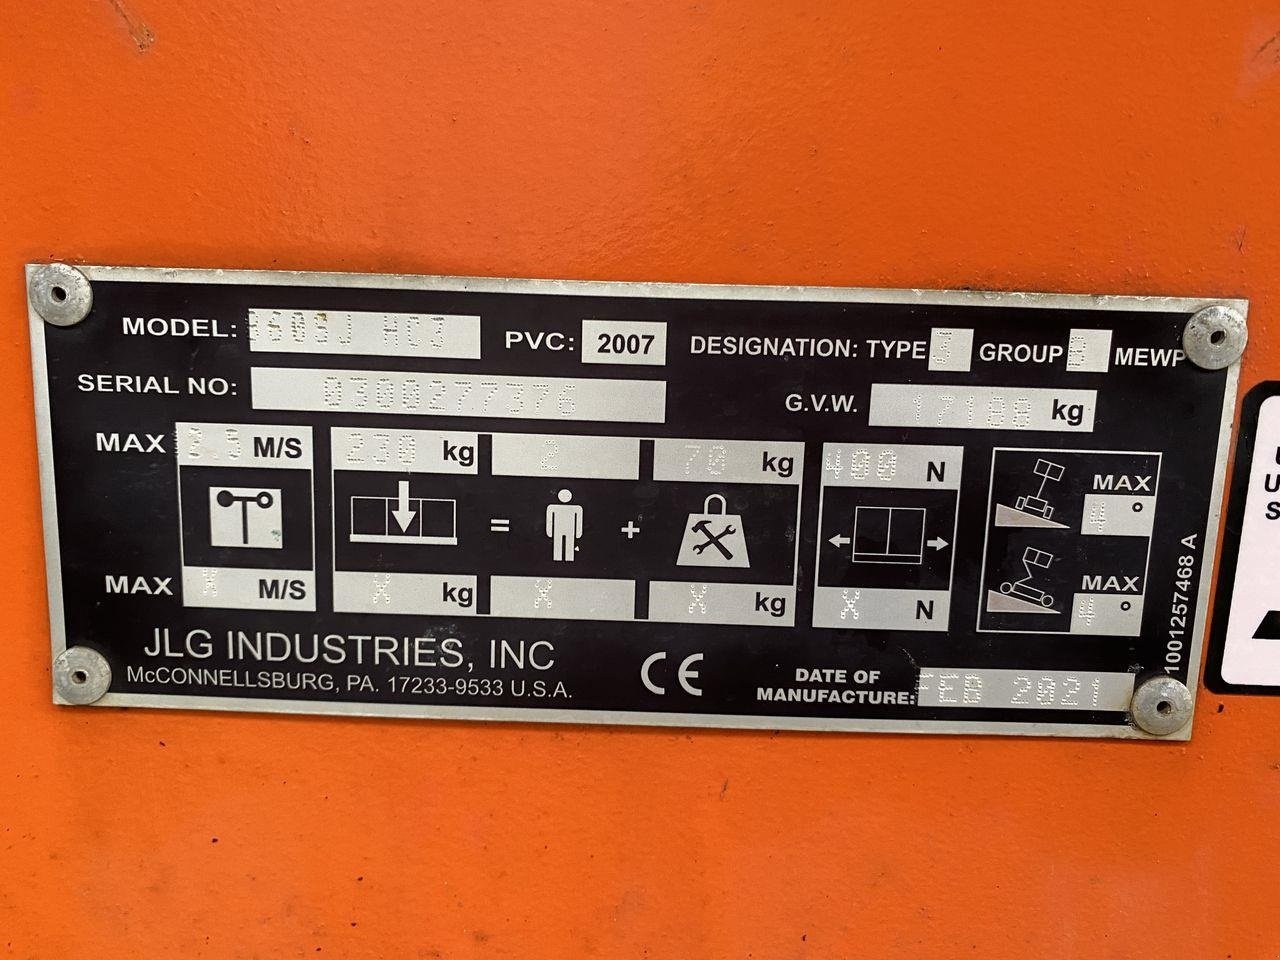 MODEL: 860SJ HC3 PVC: 2007 DESIGNATION: TYPE 3 GROUP B MEWP
SERIAL NO: 0300277376 G.V.W. 17188 kg
MAX 12.5 M/S 230 kg 2 70 kg 400 N MAX 4°
= +
MAX X M/S X kg X X kg X N MAX 4°
JLG INDUSTRIES, INC
McCONNELLSBURG, PA. 17233-9533 U.S.A.
CE
DATE OF
MANUFACTURE: FEB 2021
1001257468 A
U
S